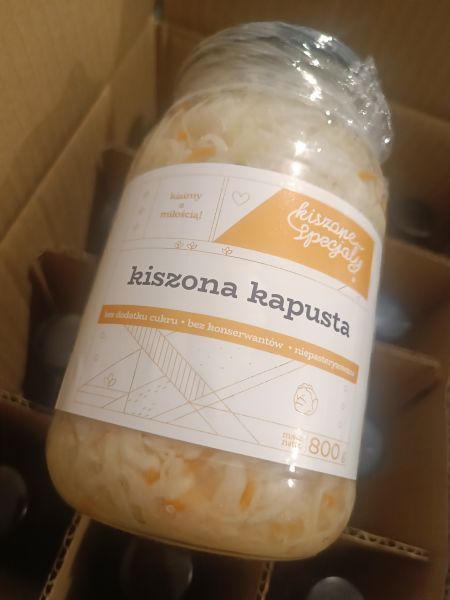 kisimy
z
miłością!
kiszone
specjały
kiszona kapusta
bez dodatku cukru • bez konserwantów • niepasteryzowana
masa
netto 800 g